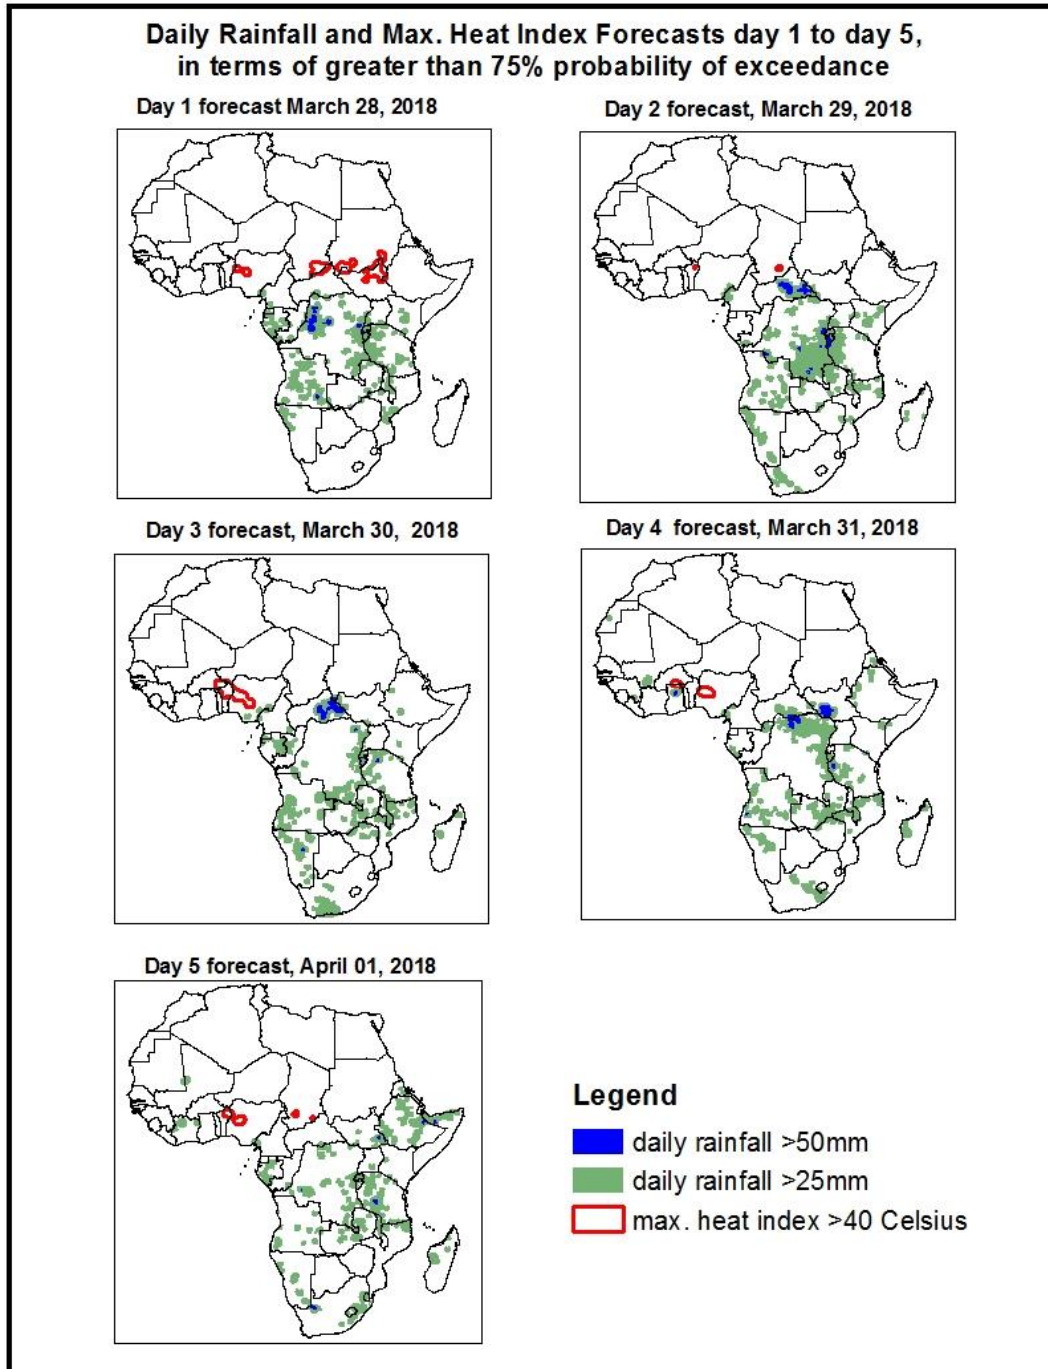 Daily Rainfall and Max. Heat Index Forecasts day 1 to day 5,
in terms of greater than 75% probability of exceedance
Day 1 forecast March 28, 2018
Day 2 forecast, March 29, 2018
Day 3 forecast, March 30, 2018
Day 4 forecast, March 31, 2018
Day 5 forecast, April 01, 2018
Legend
daily rainfall >50mm
daily rainfall >25mm
max. heat index >40 Celsius